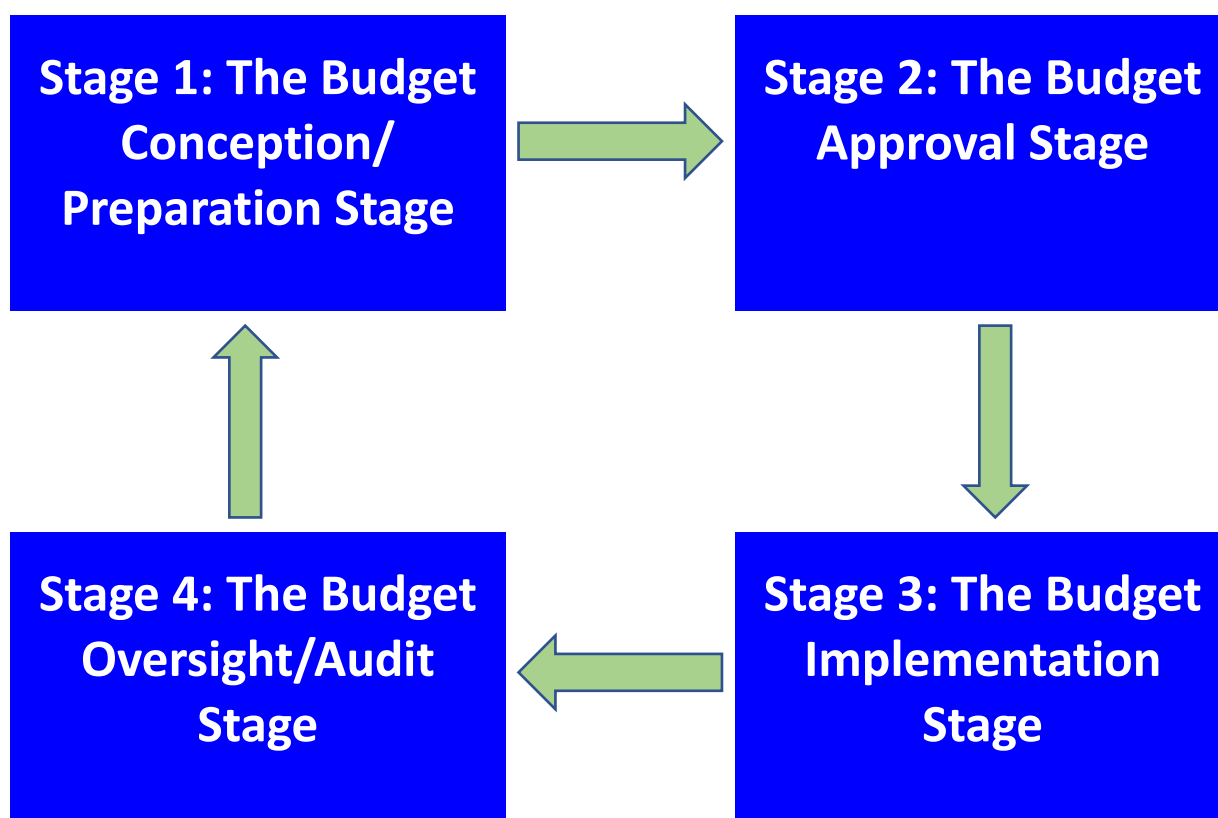 Stage 1: The Budget
Conception/
Preparation Stage
Stage 2: The Budget
Approval Stage
Stage 3: The Budget
Implementation
Stage
Stage 4: The Budget
Oversight/Audit
Stage